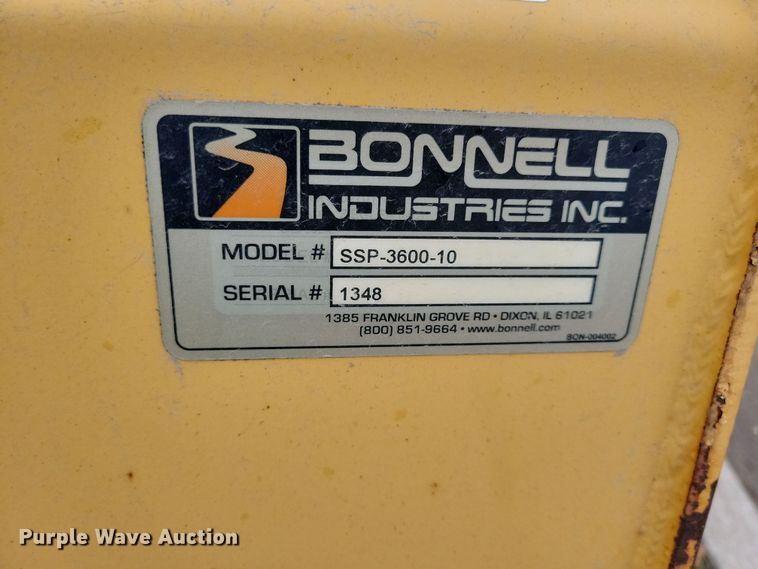 BONNELL
INDUSTRIES INC.
MODEL # SSP-3600-10
SERIAL # 1348
1385 FRANKLIN GROVE RD • DIXON, IL 61021
(800) 851-9664 • www.bonnell.com
BON-004002
Purple Wave Auction